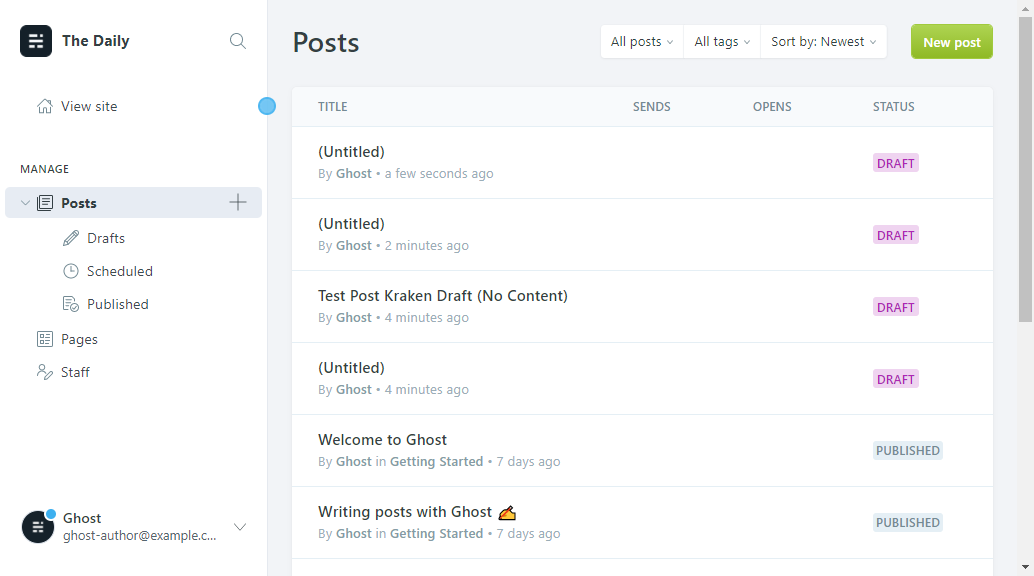 The Daily
View site
MANAGE
Posts
Drafts
Scheduled
Published
Pages
Staff
Ghost
ghost-author@example.c...
Posts
All posts
All tags
Sort by: Newest
New post
TITLE SENDS OPENS STATUS
(Untitled)
By Ghost • a few seconds ago
DRAFT
(Untitled)
By Ghost • 2 minutes ago
DRAFT
Test Post Kraken Draft (No Content)
By Ghost • 4 minutes ago
DRAFT
(Untitled)
By Ghost • 4 minutes ago
DRAFT
Welcome to Ghost
By Ghost in Getting Started • 7 days ago
PUBLISHED
Writing posts with Ghost ✍️
By Ghost in Getting Started • 7 days ago
PUBLISHED